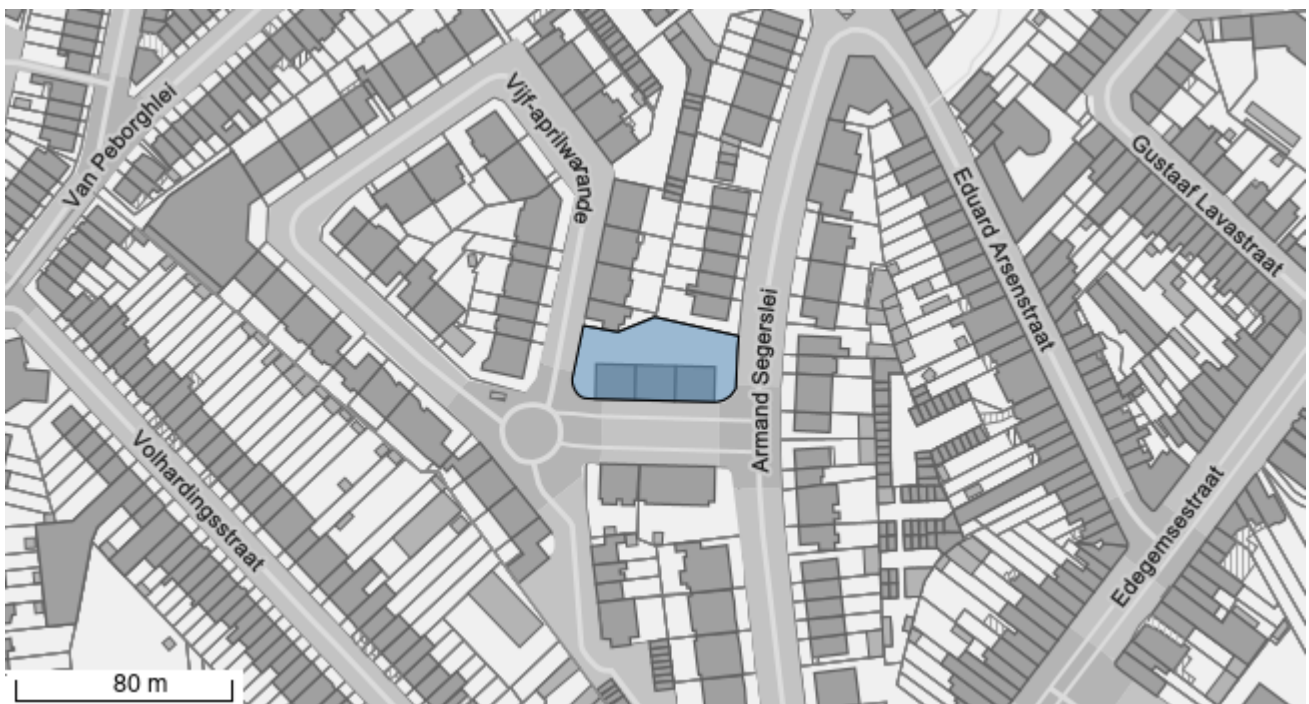 Van Peborghlei
Vijf-aprilwarande
Eduard Arsenstraat
Gustaaf Lavastraat
Armand Segerslei
Volhardingsstraat
Edegemsestraat
80 m